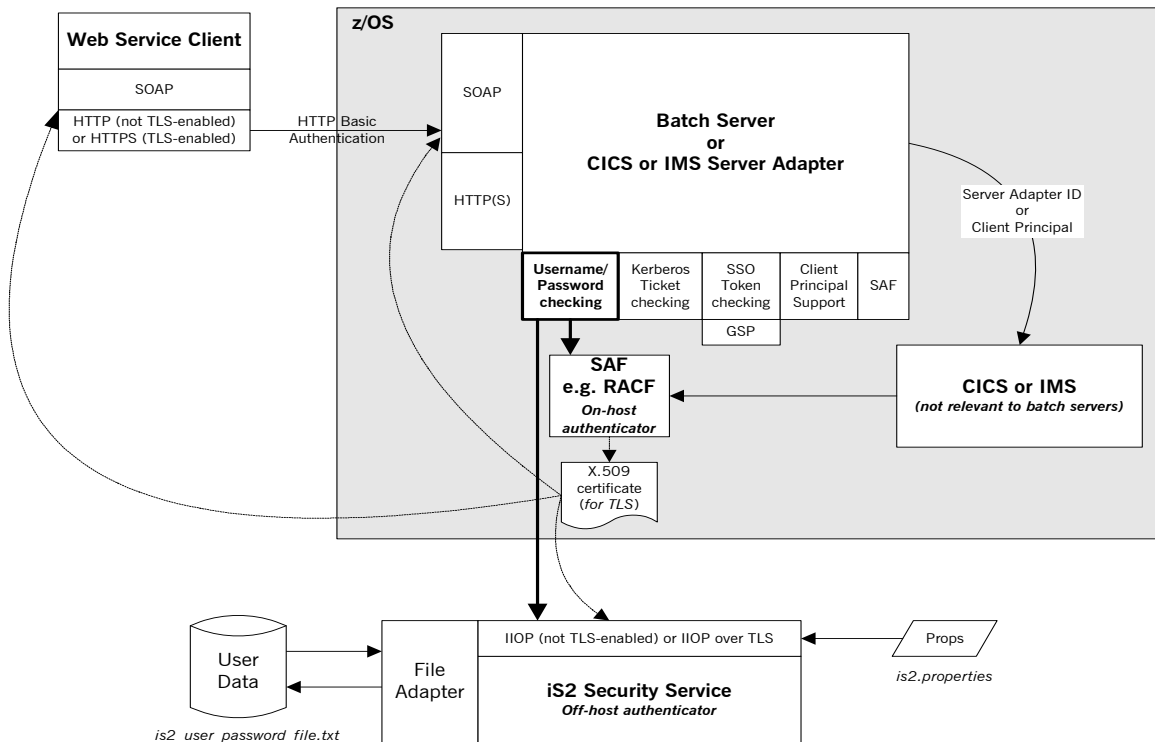 z/OS
Web Service Client
SOAP
HTTP (not TLS-enabled)
or HTTPS (TLS-enabled)
HTTP Basic
Authentication
SOAP
HTTP(S)
Batch Server
or
CICS or IMS Server Adapter
Server Adapter ID
or
Client Principal
Username/
Password
checking
Kerberos
Ticket
checking
SSO
Token
checking
Client
Principal
Support
SAF
GSP
SAF
e.g. RACF
On-host
authenticator
CICS or IMS
(not relevant to batch servers)
X.509
certificate
(for TLS)
User
Data
is2_user_password_file.txt
File
Adapter
IIOP (not TLS-enabled) or IIOP over TLS
iS2 Security Service
Off-host authenticator
Props
is2.properties